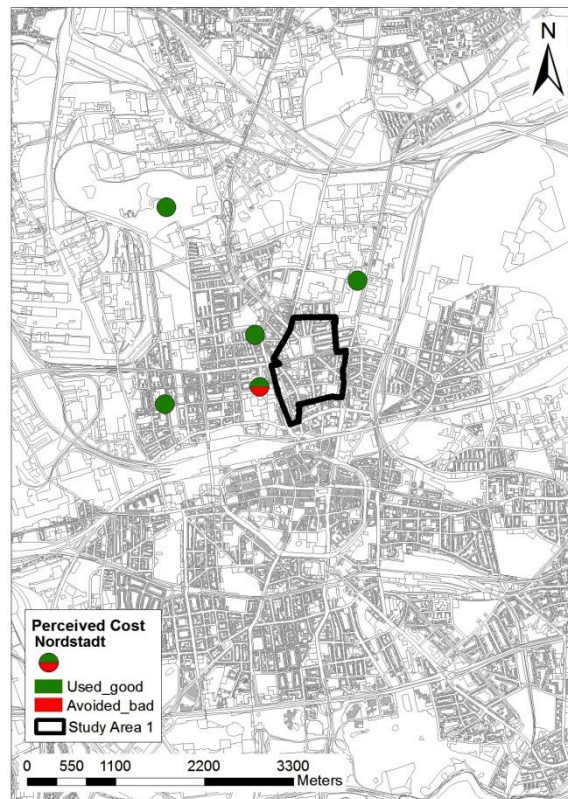 N
Perceived Cost
Nordstadt
Used_good
Avoided_bad
Study Area 1
0 550 1100 2200 3300
Meters